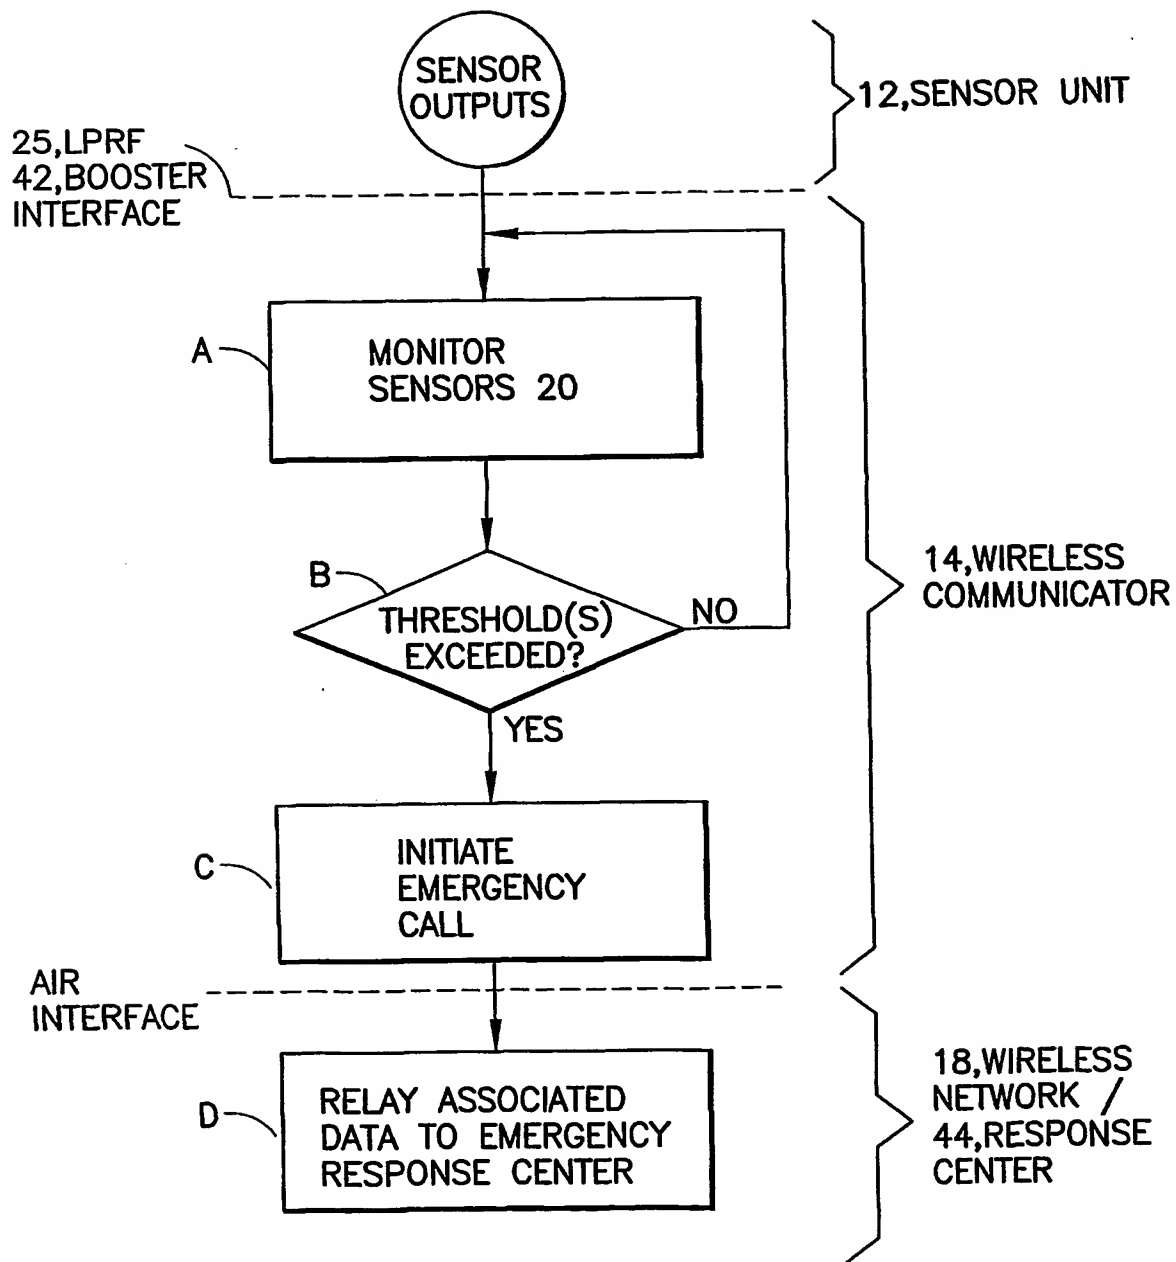 SENSOR
OUTPUTS
12,SENSOR UNIT
25,LPRF
42,BOOSTER
INTERFACE
A
MONITOR
SENSORS 20
B
THRESHOLD(S)
EXCEEDED?
NO
YES
14,WIRELESS
COMMUNICATOR
C
INITIATE
EMERGENCY
CALL
AIR
INTERFACE
D
RELAY ASSOCIATED
DATA TO EMERGENCY
RESPONSE CENTER
18,WIRELESS
NETWORK /
44,RESPONSE
CENTER